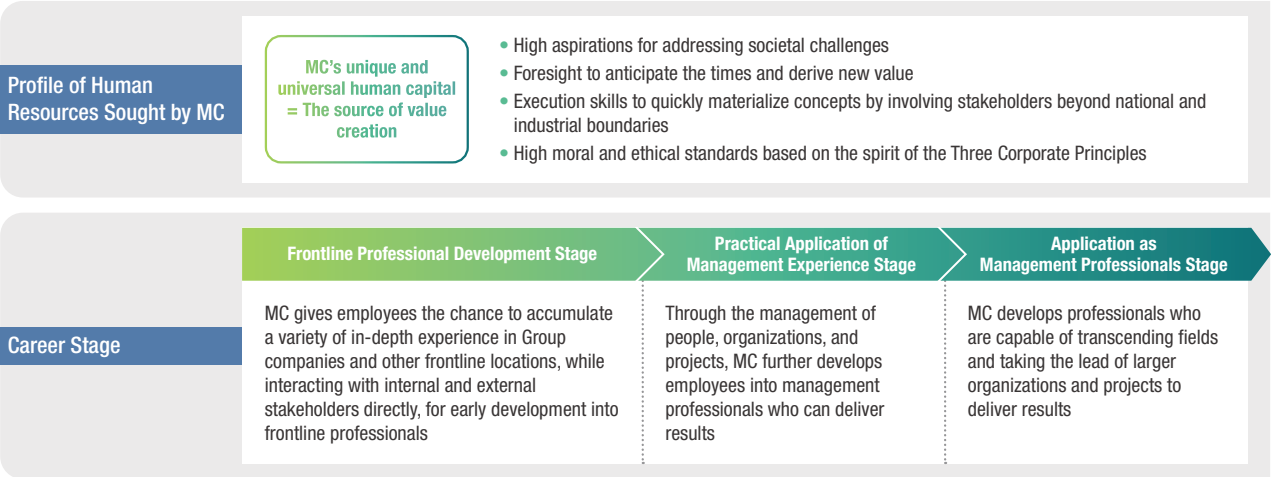 Profile of Human
Resources Sought by MC
MC's unique and
universal human capital
= The source of value
creation
• High aspirations for addressing societal challenges
• Foresight to anticipate the times and derive new value
• Execution skills to quickly materialize concepts by involving stakeholders beyond national and
industrial boundaries
• High moral and ethical standards based on the spirit of the Three Corporate Principles
Career Stage
Frontline Professional Development Stage
MC gives employees the chance to accumulate
a variety of in-depth experience in Group
companies and other frontline locations, while
interacting with internal and external
stakeholders directly, for early development into
frontline professionals
Practical Application of
Management Experience Stage
Through the management of
people, organizations, and
projects, MC further develops
employees into management
professionals who can deliver
results
Application as
Management Professionals Stage
MC develops professionals who
are capable of transcending fields
and taking the lead of larger
organizations and projects to
deliver results